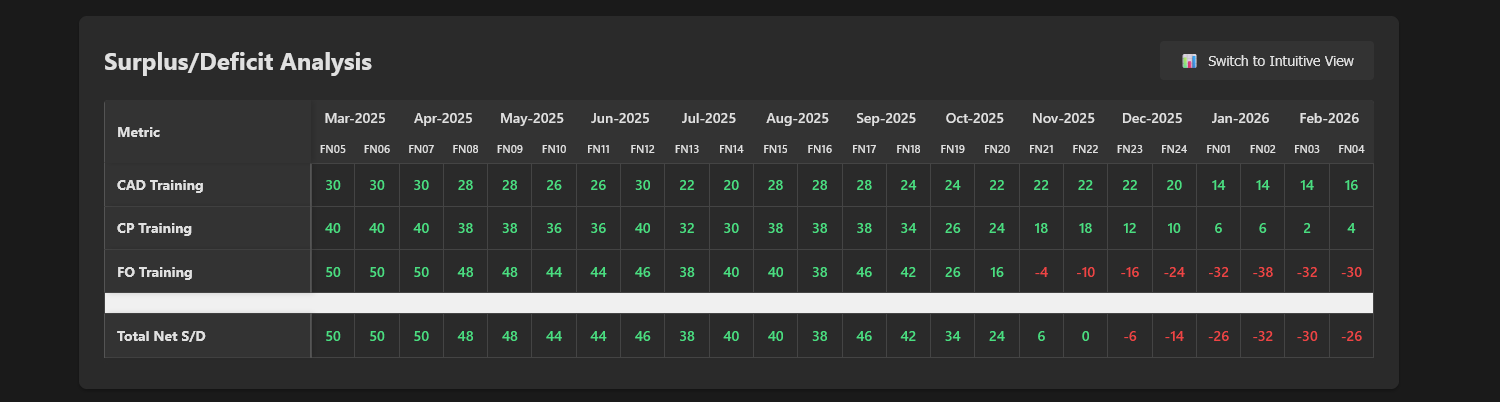 Surplus/Deficit Analysis
📊 Switch to Intuitive View
Metric Mar-2025 Apr-2025 May-2025 Jun-2025 Jul-2025 Aug-2025 Sep-2025 Oct-2025 Nov-2025 Dec-2025 Jan-2026 Feb-2026
FN05 FN06 FN07 FN08 FN09 FN10 FN11 FN12 FN13 FN14 FN15 FN16 FN17 FN18 FN19 FN20 FN21 FN22 FN23 FN24 FN01 FN02 FN03 FN04
CAD Training 30 30 30 28 28 26 26 30 22 20 28 28 28 24 24 22 22 22 22 20 14 14 14 16
CP Training 40 40 40 38 38 36 36 40 32 30 38 38 38 34 26 24 18 18 12 10 6 6 2 4
FO Training 50 50 50 48 48 44 44 46 38 40 40 38 46 42 26 16 -4 -10 -16 -24 -32 -38 -32 -30
Total Net S/D 50 50 50 48 48 44 44 46 38 40 40 38 46 42 34 24 6 0 -6 -14 -26 -32 -30 -26